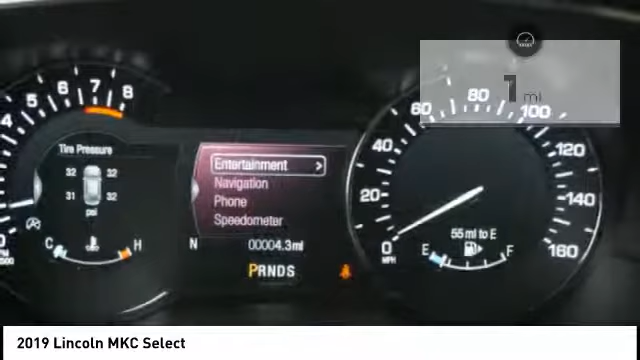 4 5 6 7 8
Tire Pressure
32 32
31 32
psi
C H
0
Entertainment >
Navigation
Phone
Speedometer
N 00004.3mi
PRNDS
1 mi
0 20 40 60 80 100 120 140 160
MPH
55 mi to E
E F
2019 Lincoln MKC Select